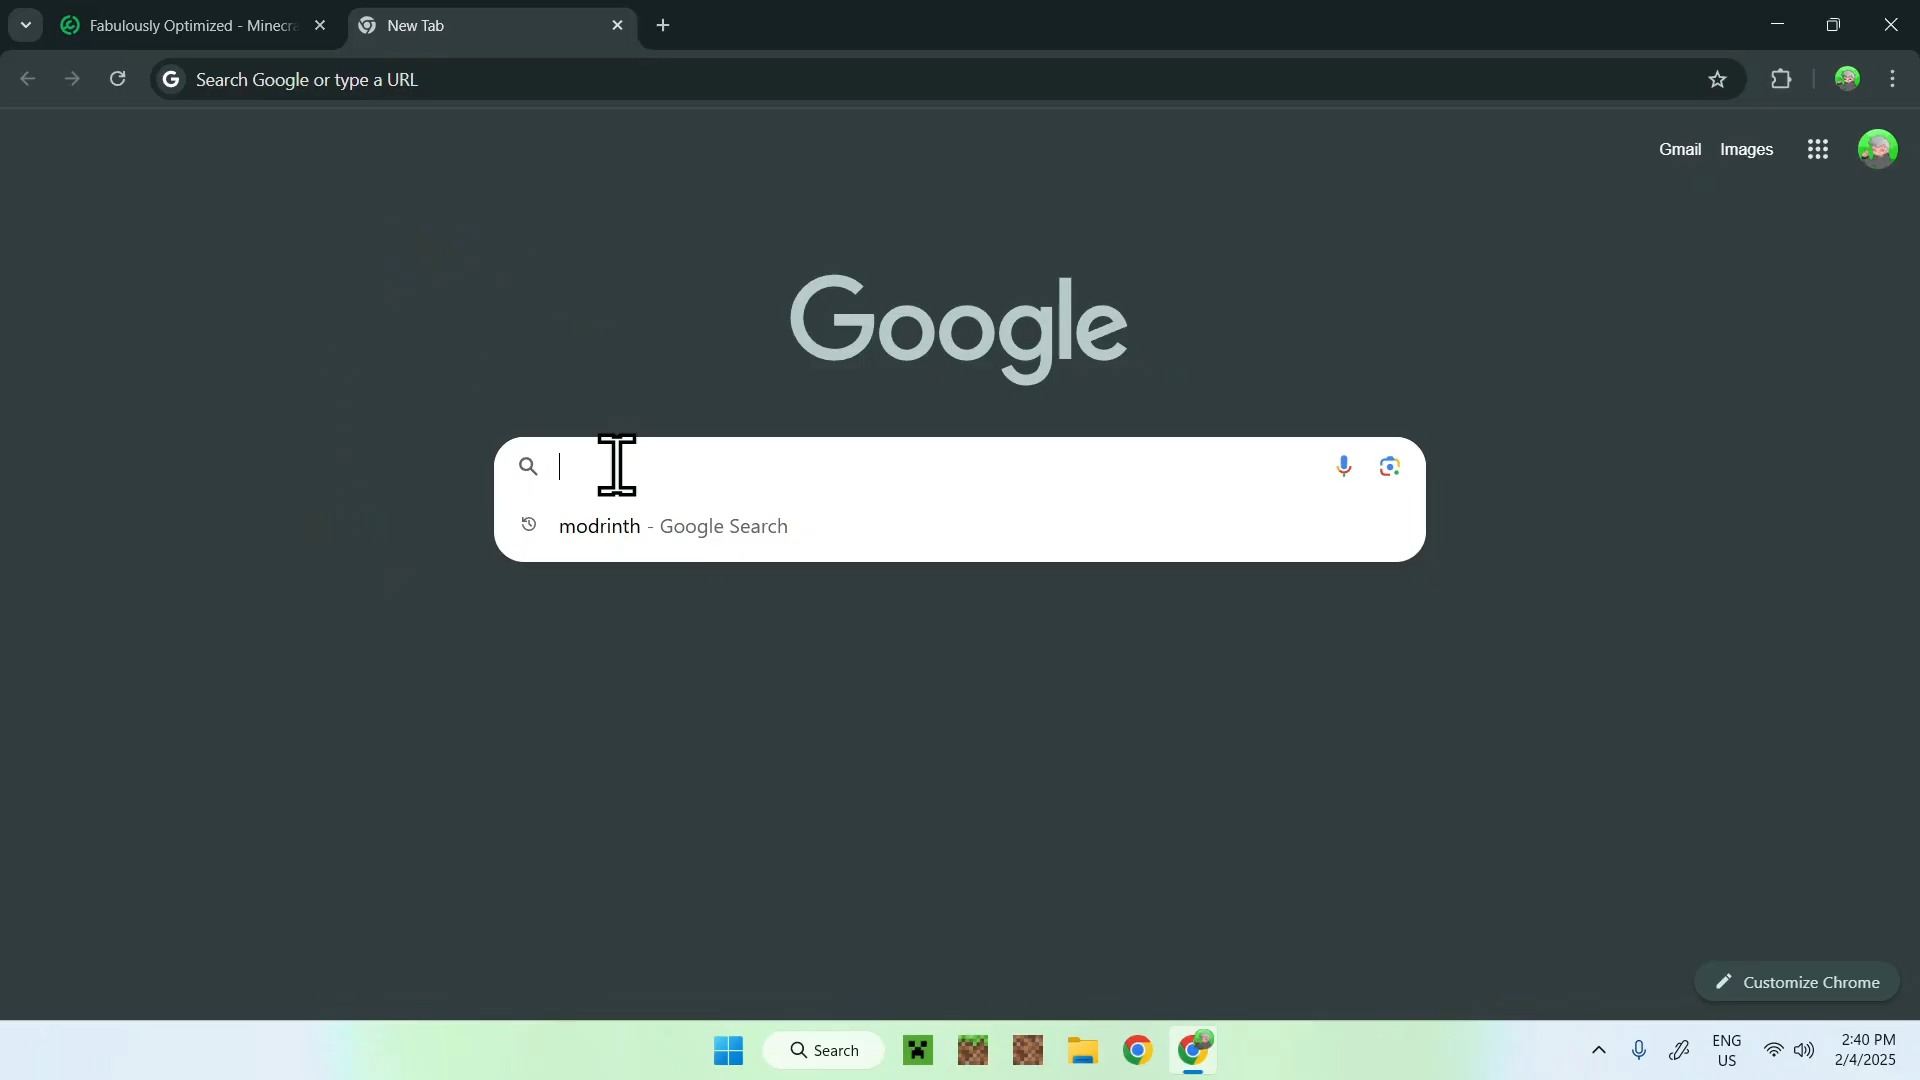 Fabulously Optimized - Minecra
New Tab
Search Google or type a URL
Gmail
Images
Google
modrinth - Google Search
Customize Chrome
Search
ENG
US
2:40 PM
2/4/2025